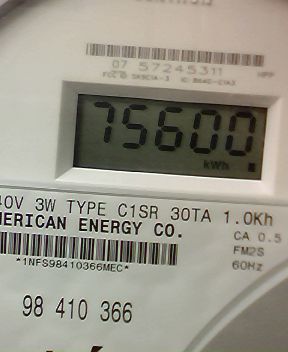 07 57245311
75600
kWh
40V 3W TYPE C1SR 30TA 1.0Kh
MERICAN ENERGY CO.
CA 0.5
FM2S
60Hz
*1NFS98410366MEC*
98 410 366